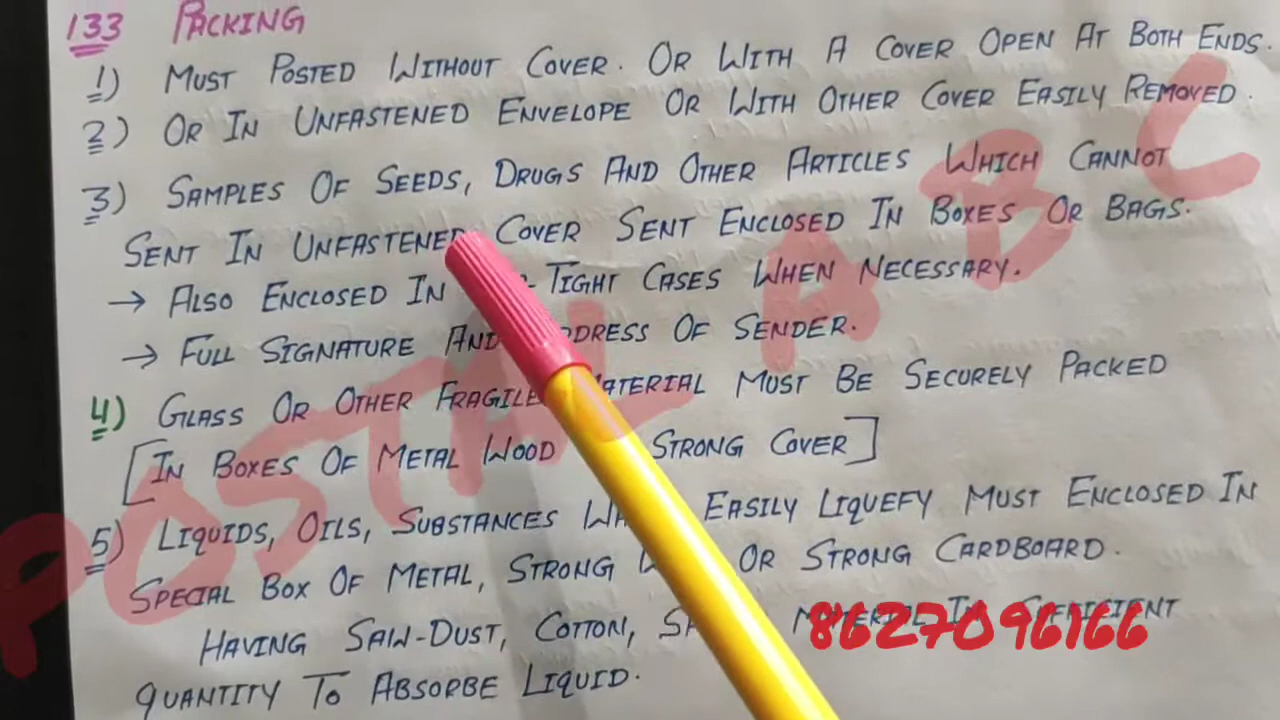 133 PACKING
1) MUST POSTED WITHOUT COVER. OR WITH A COVER OPEN AT BOTH ENDS.
2) OR IN UNFASTENED ENVELOPE OR WITH OTHER COVER EASILY REMOVED.
3) SAMPLES OF SEEDS, DRUGS AND OTHER ARTICLES WHICH CANNOT
SENT IN UNFASTENED COVER SENT ENCLOSED IN BOXES OR BAGS.
→ ALSO ENCLOSED IN -TIGHT CASES WHEN NECESSARY.
→ FULL SIGNATURE AND ADDRESS OF SENDER.
4) GLASS OR OTHER FRAGILE MATERIAL MUST BE SECURELY PACKED
[IN BOXES OF METAL WOOD STRONG COVER]
5) LIQUIDS, OILS, SUBSTANCES EASILY LIQUEFY MUST ENCLOSED IN
SPECIAL BOX OF METAL, STRONG OR STRONG CARDBOARD.
HAVING SAW-DUST, COTTON, MATERIAL IN SUFFICIENT
QUANTITY TO ABSORBE LIQUID.
POSTAL ABC
8627096166